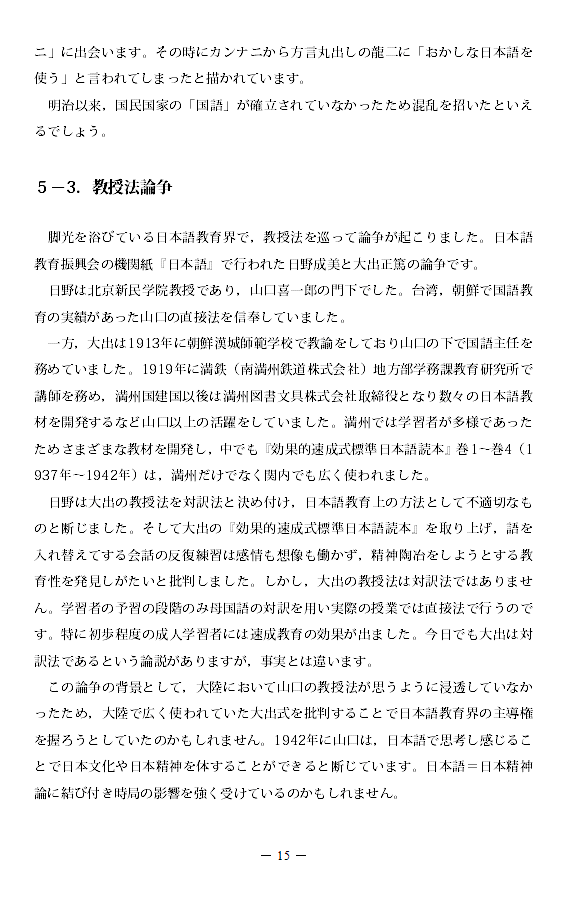 ニ」に出会います。その時にカンナニから方言丸出しの龍二に「おかしな日本語を
使う」と言われてしまったと描かれています。
明治以来，国民国家の「国語」が確立されていなかったため混乱を招いたといえ
るでしょう。
５－3．教授法論争
脚光を浴びている日本語教育界で，教授法を巡って論争が起こりました。日本語
教育振興会の機関紙『日本語』で行われた日野成美と大出正篤の論争です。
日野は北京新民学院教授であり，山口喜一郎の門下でした。台湾，朝鮮で国語教
育の実績があった山口の直接法を信奉していました。
一方，大出は1913年に朝鮮漢城師範学校で教諭をしており山口の下で国語主任を
務めていました。1919年に満鉄（南満州鉄道株式会社）地方部学務課教育研究所で
講師を務め，満州国建国以後は満州図書文具株式会社取締役となり数々の日本語教
材を開発するなど山口以上の活躍をしていました。満州では学習者が多様であった
ためさまざまな教材を開発し，中でも『効果的速成式標準日本語読本』巻1～巻4（1
937年～1942年）は，満州だけでなく関内でも広く使われました。
日野は大出の教授法を対訳法と決め付け，日本語教育上の方法として不適切なも
のと断じました。そして大出の『効果的速成式標準日本語読本』を取り上げ，語を
入れ替えてする会話の反復練習は感情も想像も働かず，精神陶冶をしようとする教
育性を発見しがたいと批判しました。しかし，大出の教授法は対訳法ではありませ
ん。学習者の予習の段階のみ母国語の対訳を用い実際の授業では直接法で行うので
す。特に初歩程度の成人学習者には速成教育の効果が出ました。今日でも大出は対
訳法であるという論説がありますが，事実とは違います。
この論争の背景として，大陸において山口の教授法が思うように浸透していなか
ったため，大陸で広く使われていた大出式を批判することで日本語教育界の主導権
を握ろうとしていたのかもしれません。1942年に山口は，日本語で思考し感じるこ
とで日本文化や日本精神を体することができると断じています。日本語＝日本精神
論に結び付き時局の影響を強く受けているのかもしれません。
－ 15 －